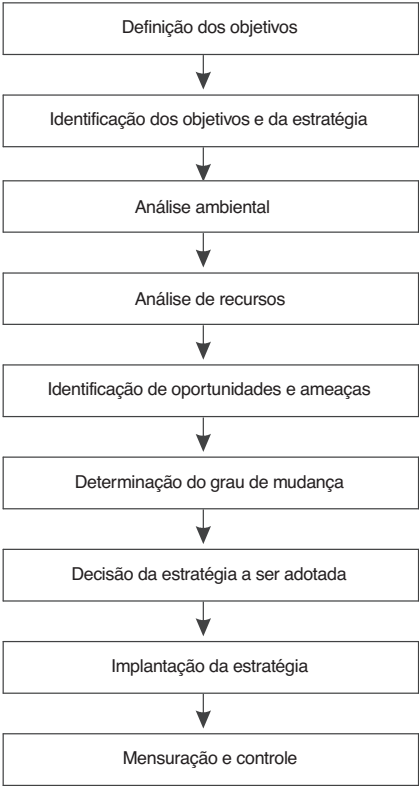 Definição dos objetivos
Identificação dos objetivos e da estratégia
Análise ambiental
Análise de recursos
Identificação de oportunidades e ameaças
Determinação do grau de mudança
Decisão da estratégia a ser adotada
Implantação da estratégia
Mensuração e controle